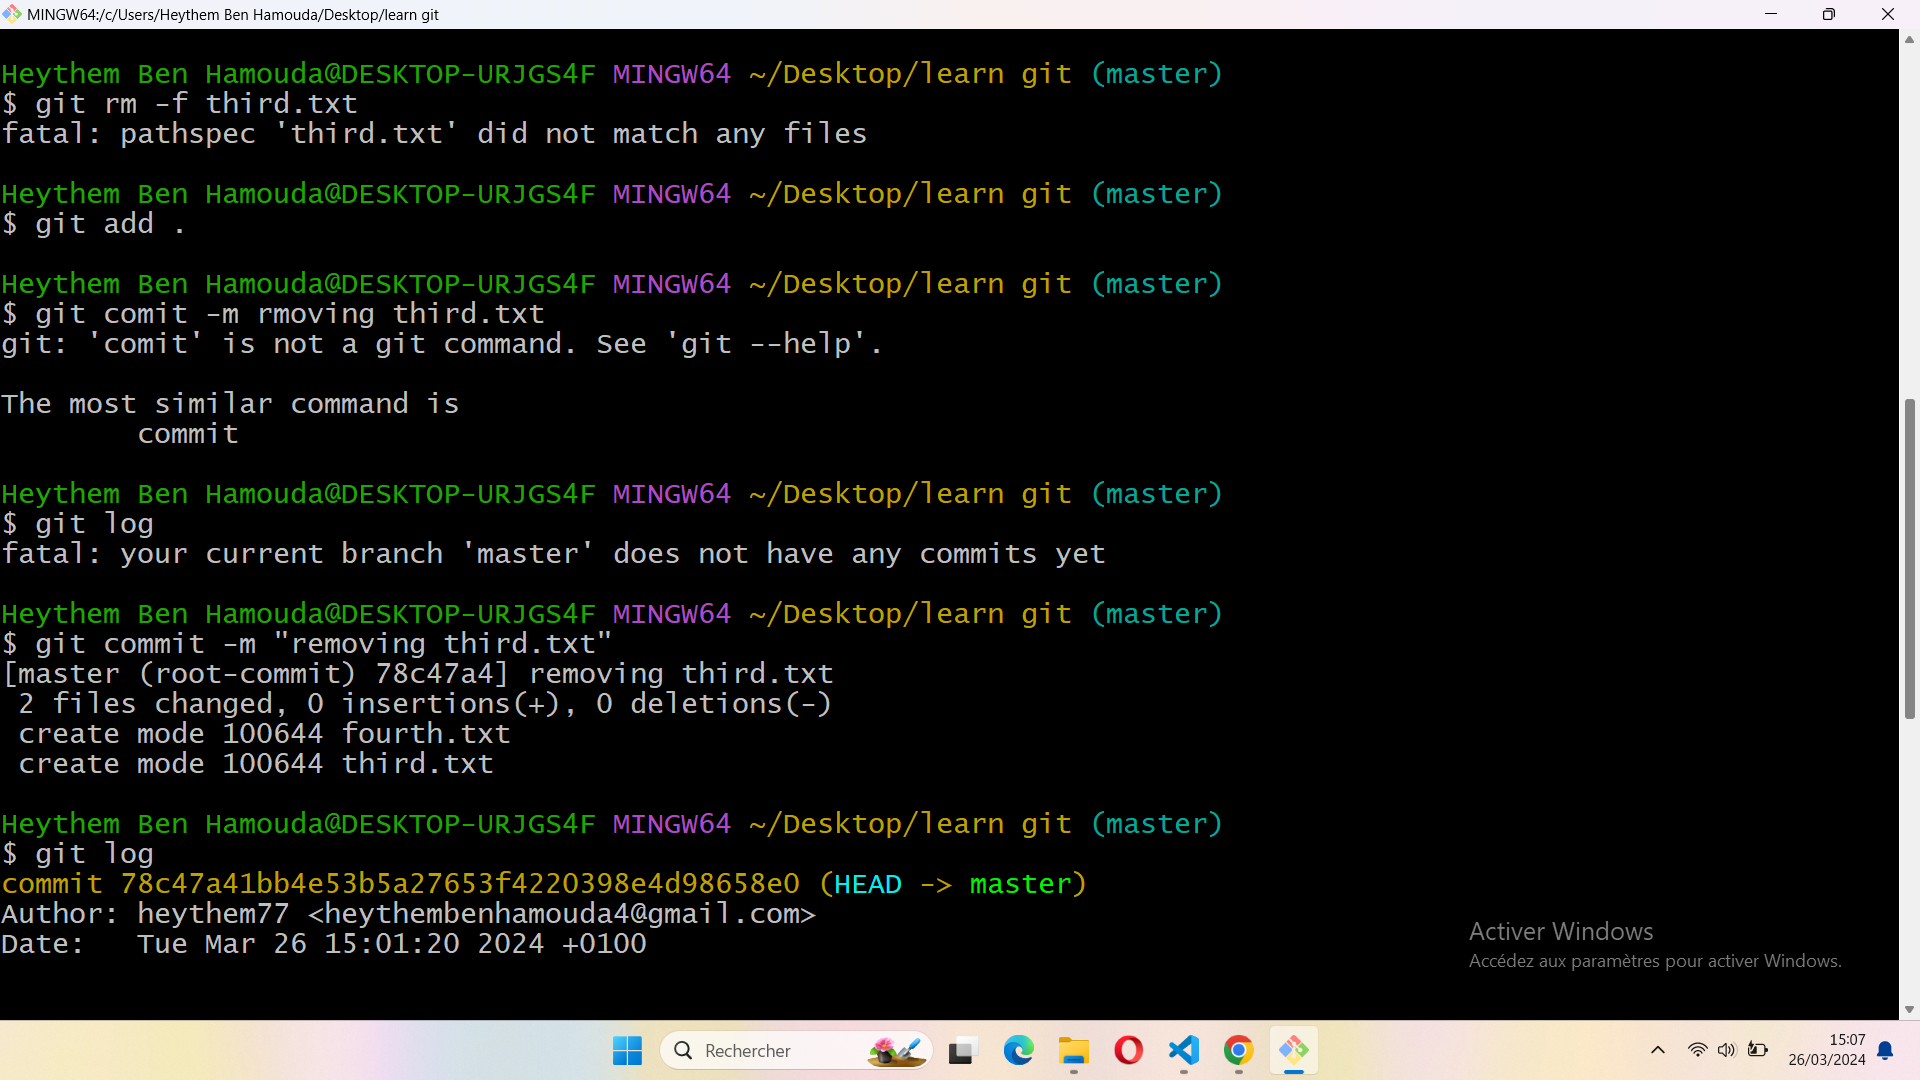 MINGW64:/c/Users/Heythem Ben Hamouda/Desktop/learn git
Heythem Ben Hamouda@DESKTOP-URJGS4F MINGW64 ~/Desktop/learn git (master)
$ git rm -f third.txt
fatal: pathspec 'third.txt' did not match any files
Heythem Ben Hamouda@DESKTOP-URJGS4F MINGW64 ~/Desktop/learn git (master)
$ git add .
Heythem Ben Hamouda@DESKTOP-URJGS4F MINGW64 ~/Desktop/learn git (master)
$ git comit -m rmoving third.txt
git: 'comit' is not a git command. See 'git --help'.
The most similar command is
commit
Heythem Ben Hamouda@DESKTOP-URJGS4F MINGW64 ~/Desktop/learn git (master)
$ git log
fatal: your current branch 'master' does not have any commits yet
Heythem Ben Hamouda@DESKTOP-URJGS4F MINGW64 ~/Desktop/learn git (master)
$ git commit -m "removing third.txt"
[master (root-commit) 78c47a4] removing third.txt
2 files changed, 0 insertions(+), 0 deletions(-)
create mode 100644 fourth.txt
create mode 100644 third.txt
Heythem Ben Hamouda@DESKTOP-URJGS4F MINGW64 ~/Desktop/learn git (master)
$ git log
commit 78c47a41bb4e53b5a27653f4220398e4d98658e0 (HEAD -> master)
Author: heythem77 <heythembenhamouda4@gmail.com>
Date:   Tue Mar 26 15:01:20 2024 +0100
Activer Windows
Accédez aux paramètres pour activer Windows.
Rechercher
15:07
26/03/2024